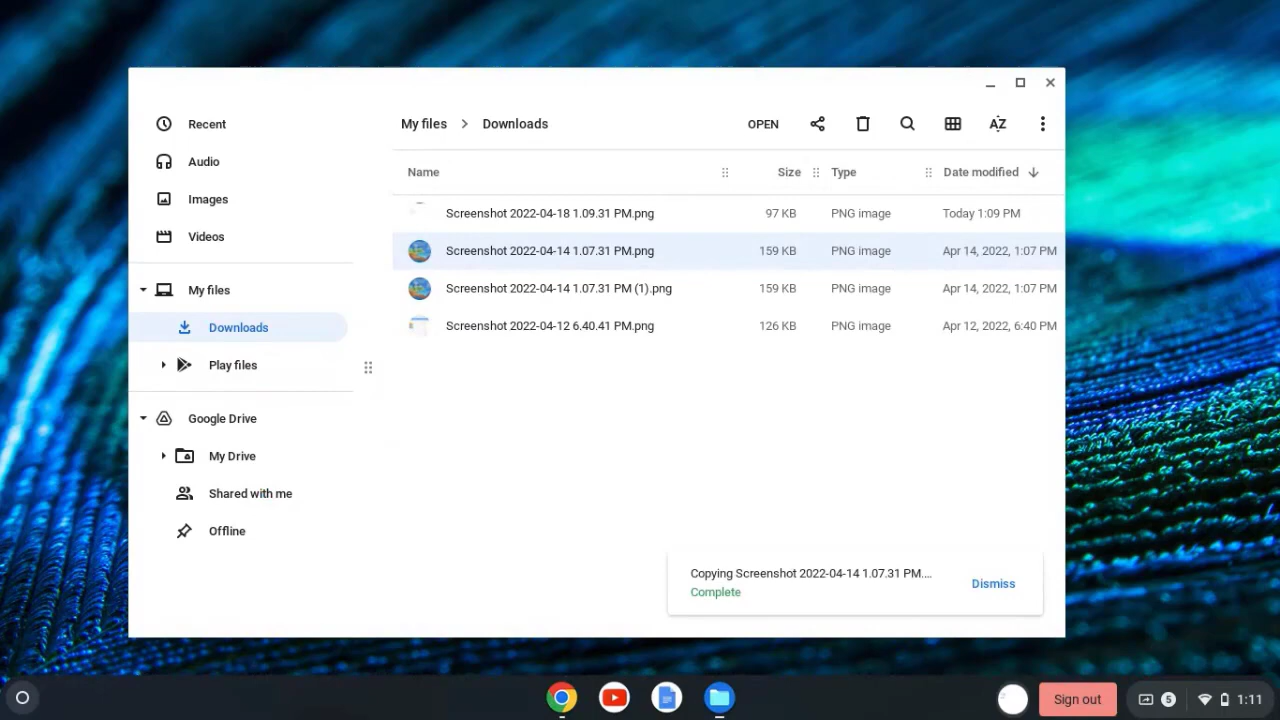 Recent
Audio
Images
Videos
My files
Downloads
Play files
Google Drive
My Drive
Shared with me
Offline
My files > Downloads
OPEN
AZ
Name Size Type Date modified
Screenshot 2022-04-18 1.09.31 PM.png 97 KB PNG image Today 1:09 PM
Screenshot 2022-04-14 1.07.31 PM.png 159 KB PNG image Apr 14, 2022, 1:07 PM
Screenshot 2022-04-14 1.07.31 PM (1).png 159 KB PNG image Apr 14, 2022, 1:07 PM
Screenshot 2022-04-12 6.40.41 PM.png 126 KB PNG image Apr 12, 2022, 6:40 PM
Copying Screenshot 2022-04-14 1.07.31 PM....
Complete
Dismiss
Sign out
5
1:11